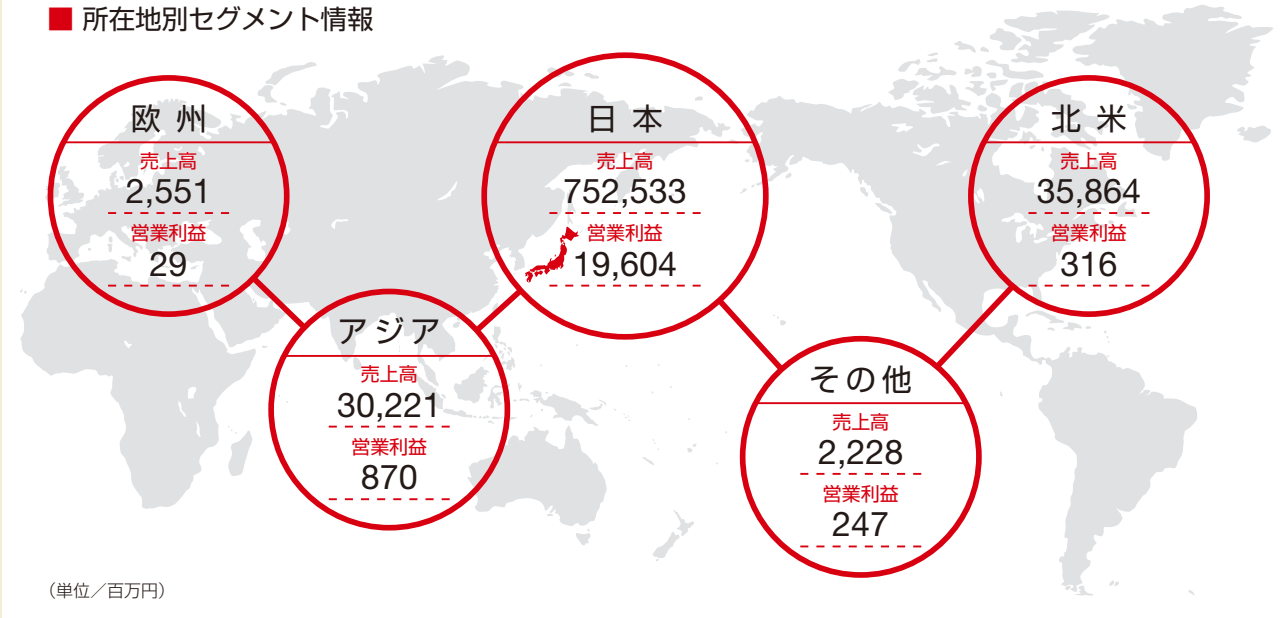 ■ 所在地別セグメント情報
欧州
売上高
2,551
営業利益
29
アジア
売上高
30,221
営業利益
870
日本
売上高
752,533
営業利益
19,604
その他
売上高
2,228
営業利益
247
北米
売上高
35,864
営業利益
316
（単位／百万円）